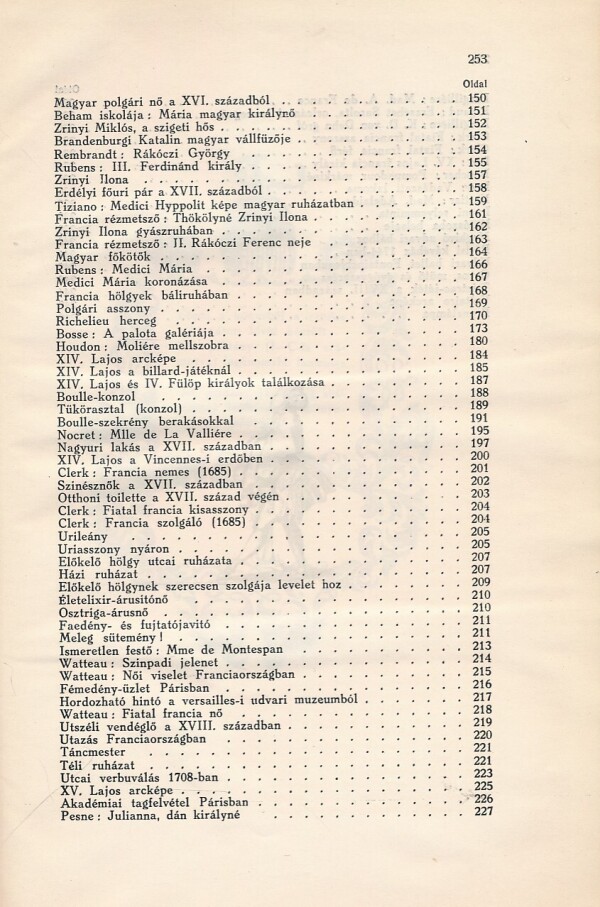 253
Oldal
Magyar polgári nő a XVI. századból . . . . . . . . . . . . 150
Beham iskolája : Mária magyar királynő . . . . . . . . . . . 151
Zrinyi Miklós, a szigeti hős . . . . . . . . . . . . . . . 152
Brandenburgi Katalin magyar vállfüzője . . . . . . . . . . . 153
Rembrandt : Rákóczi György . . . . . . . . . . . . . . 154
Rubens : III. Ferdinánd király . . . . . . . . . . . . . . 155
Zrinyi Ilona . . . . . . . . . . . . . . . . . . . 157
Erdélyi főuri pár a XVII. századból . . . . . . . . . . . . 158
Tiziano : Medici Hyppolit képe magyar ruházatban . . . . . . . 159
Francia rézmetsző : Thökölyné Zrinyi Ilona . . . . . . . . . . 161
Zrinyi Ilona gyászruhában . . . . . . . . . . . . . . . 162
Francia rézmetsző : II. Rákóczi Ferenc neje . . . . . . . . . 163
Magyar főkötők . . . . . . . . . . . . . . . . . . 164
Rubens : Medici Mária . . . . . . . . . . . . . . . . 166
Medici Mária koronázása . . . . . . . . . . . . . . . 167
Francia hölgyek báliruhában . . . . . . . . . . . . . . 168
Polgári asszony . . . . . . . . . . . . . . . . . . 169
Richelieu herceg . . . . . . . . . . . . . . . . . 170
Bosse : A palota galériája . . . . . . . . . . . . . . . 173
Houdon : Moliére mellszobra . . . . . . . . . . . . . . 180
XIV. Lajos arcképe . . . . . . . . . . . . . . . . 184
XIV. Lajos a billard-játéknál . . . . . . . . . . . . . . 185
XIV. Lajos és IV. Fülöp királyok találkozása . . . . . . . . . 187
Boulle-konzol . . . . . . . . . . . . . . . . . . 188
Tükörasztal (konzol) . . . . . . . . . . . . . . . . . 189
Boulle-szekrény berakásokkal . . . . . . . . . . . . . . 191
Nocret : Mlle de La Valliére . . . . . . . . . . . . . . 195
Nagyuri lakás a XVII. században . . . . . . . . . . . . . 197
XIV. Lajos a Vincennes-i erdőben . . . . . . . . . . . . . 200
Clerk : Francia nemes (1685) . . . . . . . . . . . . . . 201
Szinésznők a XVII. században . . . . . . . . . . . . . . 202
Otthoni toilette a XVII. század végén . . . . . . . . . . . . 203
Clerk : Fiatal francia kisasszony . . . . . . . . . . . . . 204
Clerk : Francia szolgáló (1685) . . . . . . . . . . . . . . 204
Urileány . . . . . . . . . . . . . . . . . . . . 205
Uriasszony nyáron . . . . . . . . . . . . . . . . . 205
Előkelő hölgy utcai ruházata . . . . . . . . . . . . . . 207
Házi ruházat . . . . . . . . . . . . . . . . . . . 207
Előkelő hölgynek szerecsen szolgája levelet hoz . . . . . . . . 209
Életelixir-árusitónő . . . . . . . . . . . . . . . . . 210
Osztriga-árusnő . . . . . . . . . . . . . . . . . . 210
Faedény- és fujtatójavitó . . . . . . . . . . . . . . . 211
Meleg sütemény ! . . . . . . . . . . . . . . . . . 211
Ismeretlen festő : Mme de Montespan . . . . . . . . . . . . 213
Watteau : Szinpadi jelenet . . . . . . . . . . . . . . . 214
Watteau : Női viselet Franciaországban . . . . . . . . . . . 215
Fémedény-üzlet Párisban . . . . . . . . . . . . . . . 216
Hordozható hintó a versailles-i udvari muzeumból . . . . . . . 217
Watteau : Fiatal francia nő . . . . . . . . . . . . . . . 218
Utszéli vendéglő a XVIII. században . . . . . . . . . . . . 219
Utazás Franciaországban . . . . . . . . . . . . . . . 220
Táncmester . . . . . . . . . . . . . . . . . . . 221
Téli ruházat . . . . . . . . . . . . . . . . . . . 221
Utcai verbuválás 1708-ban . . . . . . . . . . . . . . . 223
XV. Lajos arcképe . . . . . . . . . . . . . . . . . 225
Akadémiai tagfelvétel Párisban . . . . . . . . . . . . . . 226
Pesne : Julianna, dán királyné . . . . . . . . . . . . . 227